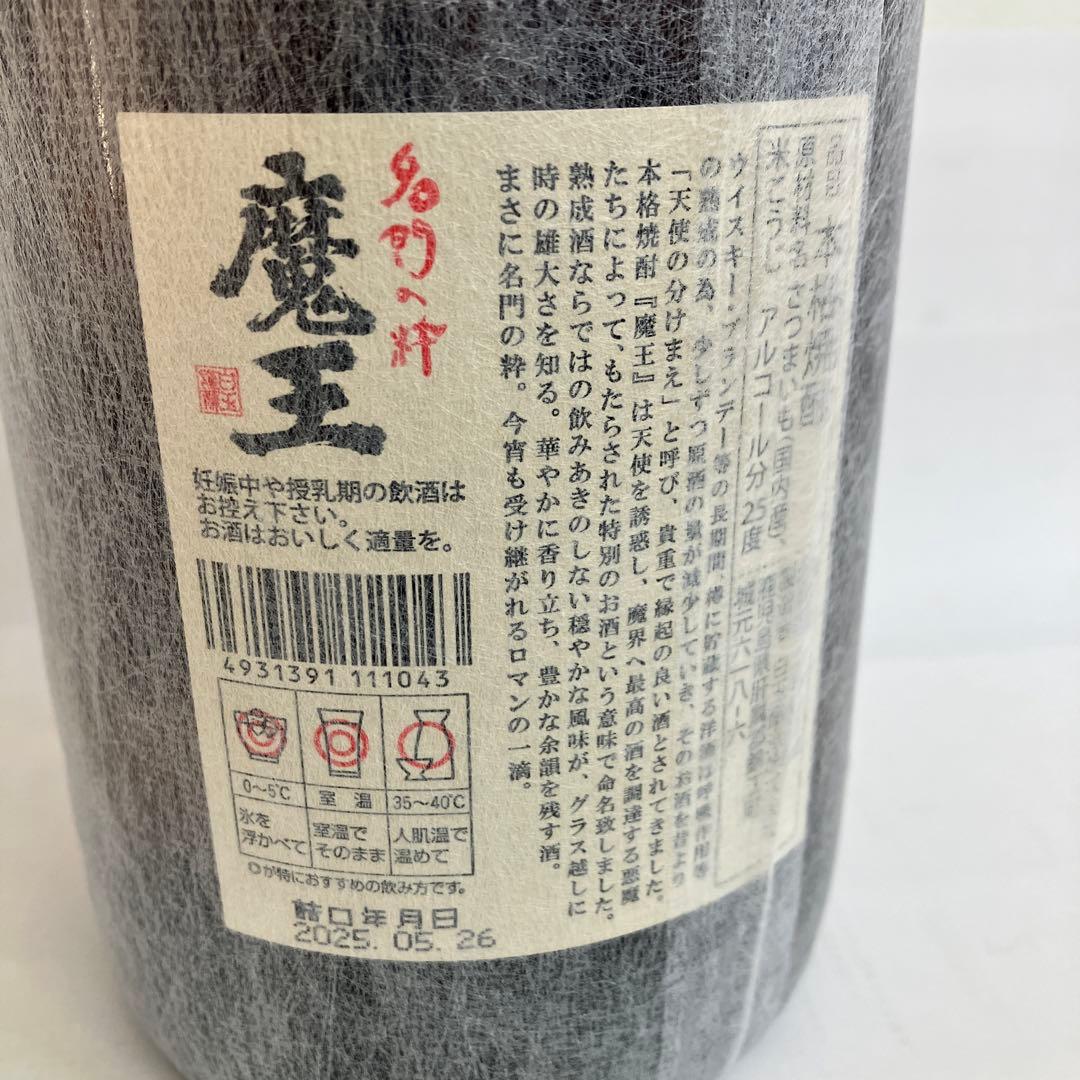 品目 本格焼酎
原材料名 さつまいも(国内産)、
米こうじ アルコール分25度
城元六一八ー六
ウイスキー・ブランデー等の長期間、樽に貯蔵する洋酒は呼吸作用等
の熟成の為、少しずつ原酒の量が減少していき、そのお酒を昔より
「天使の分けまえ」と呼び、貴重で縁起の良い酒とされてきました。
本格焼酎『魔王』は天使を誘惑し、魔界へ最高の酒を調達する悪魔
たちによって、もたらされた特別のお酒という意味で命名致しました。
熟成酒ならではの飲みあきのしない穏やかな風味が、グラス越しに
時の雄大さを知る。華やかに香り立ち、豊かな余韻を残す酒。
まさに名門の粋。今宵も受け継がれるロマンの一滴。
名門の粋
魔王
白玉
醸造
妊娠中や授乳期の飲酒は
お控え下さい。
お酒はおいしく適量を。
4931391 111043
0〜5℃ 室温 35〜40℃
氷を 室温で 人肌温で
浮かべて そのまま 温めて
◎が特におすすめの飲み方です。
詰口年月日
2025. 05. 26